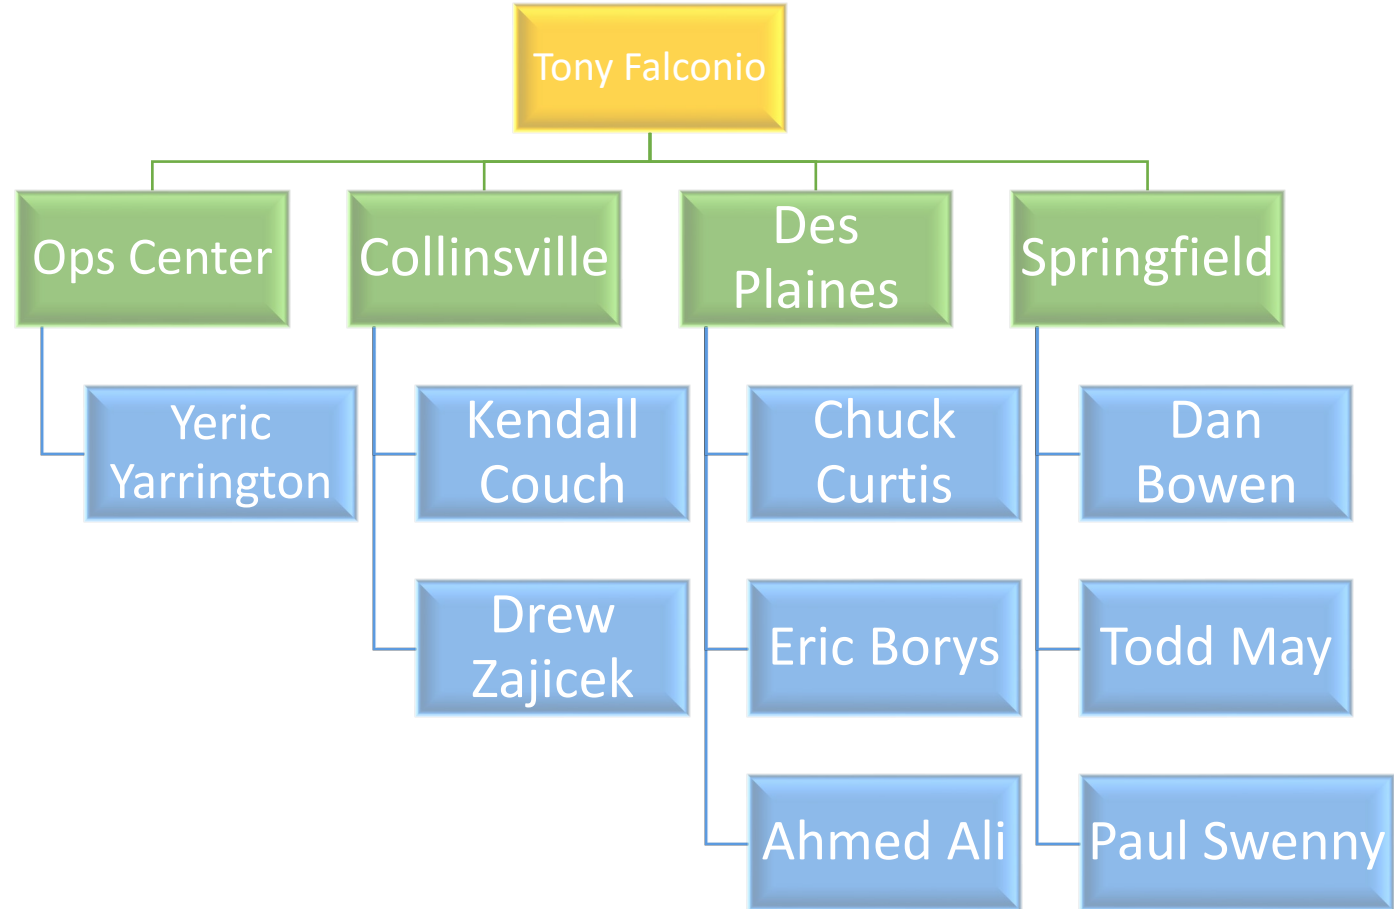 Tony Falconio
Ops Center
Collinsville
Des
Plaines
Springfield
Yeric
Yarrington
Kendall
Couch
Chuck
Curtis
Dan
Bowen
Drew
Zajicek
Eric Borys
Todd May
Ahmed Ali
Paul Swenny